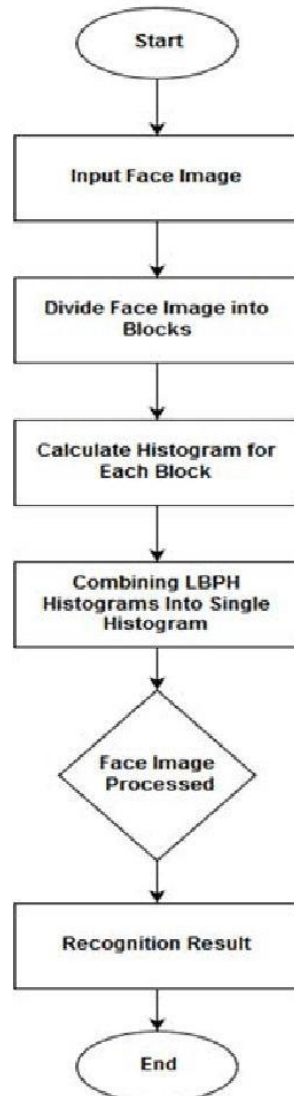 Start
Input Face Image
Divide Face Image into
Blocks
Calculate Histogram for
Each Block
Combining LBPH
Histograms Into Single
Histogram
Face Image
Processed
Recognition Result
End